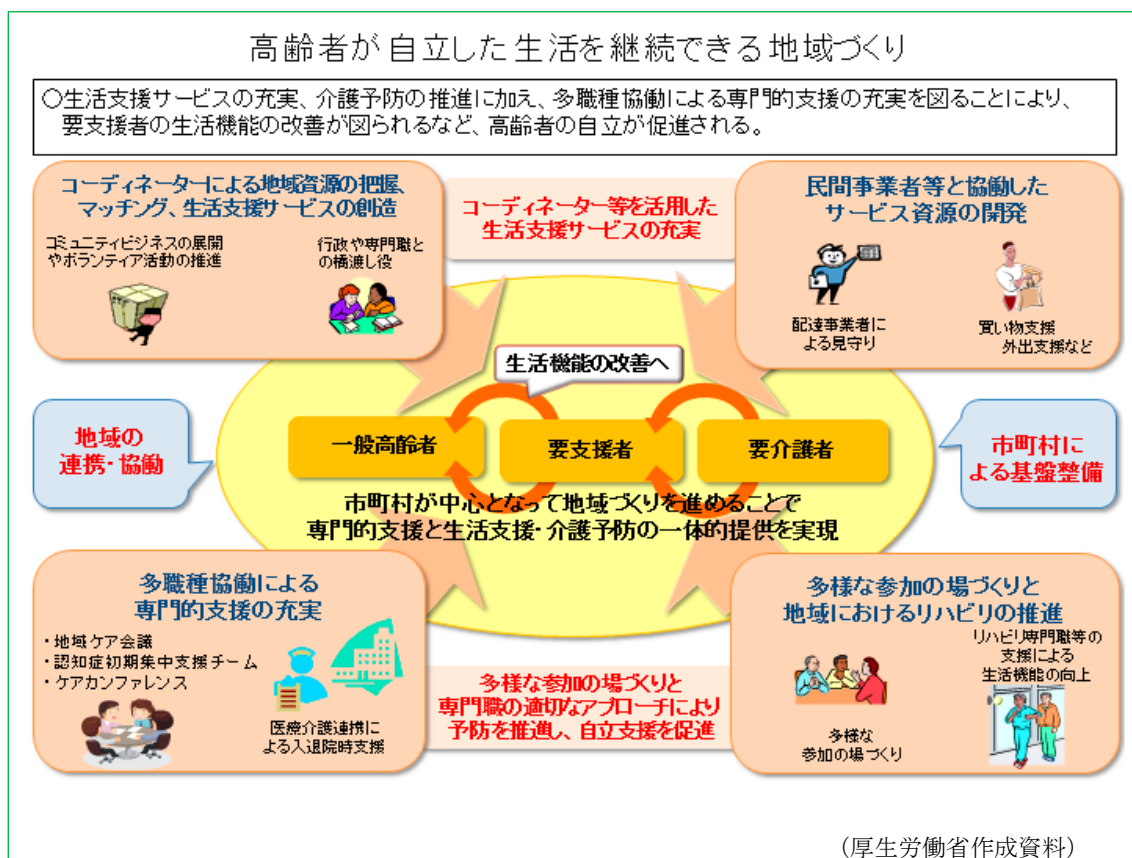 高齢者が自立した生活を継続できる地域づくり
○生活支援サービスの充実、介護予防の推進に加え、多職種協働による専門的支援の充実を図ることにより、
要支援者の生活機能の改善が図られるなど、高齢者の自立が促進される。
コーディネーターによる地域資源の把握、
マッチング、生活支援サービスの創造
コミュニティビジネスの展開
やボランティア活動の推進
行政や専門職と
の橋渡し役
コーディネーター等を活用した
生活支援サービスの充実
民間事業者等と協働した
サービス資源の開発
配達事業者に
よる見守り
買い物支援
外出支援など
生活機能の改善へ
地域の
連携・協働
一般高齢者
要支援者
要介護者
市町村に
よる基盤整備
市町村が中心となって地域づくりを進めることで
専門的支援と生活支援・介護予防の一体的提供を実現
多職種協働による
専門的支援の充実
・地域ケア会議
・認知症初期集中支援チーム
・ケアカンファレンス
医療介護連携に
よる入退院時支援
多様な参加の場づくりと
専門職の適切なアプローチにより
予防を推進し、自立支援を促進
多様な参加の場づくりと
地域におけるリハビリの推進
リハビリ専門職等の
支援による
生活機能の向上
多様な
参加の場づくり
（厚生労働省作成資料）